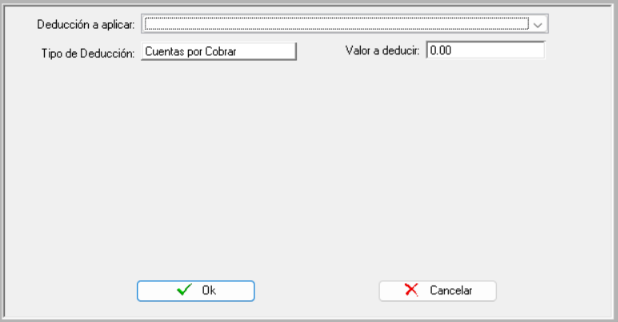 Deducción a aplicar:
Tipo de Deducción: Cuentas por Cobrar Valor a deducir: 0.00
Ok Cancelar